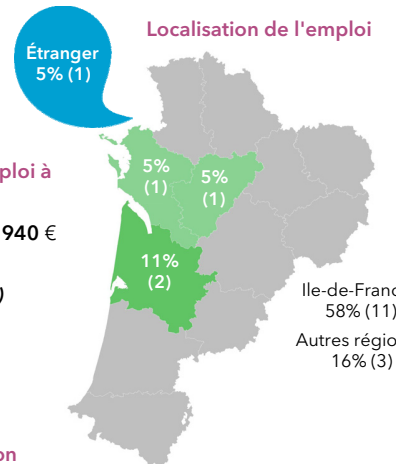 Localisation de l'emploi
Étranger
5% (1)
ploi à
940 €
5%
(1)
5%
(1)
11%
(2)
)
Ile-de-Franc
58% (11)
Autres régio
16% (3)
on